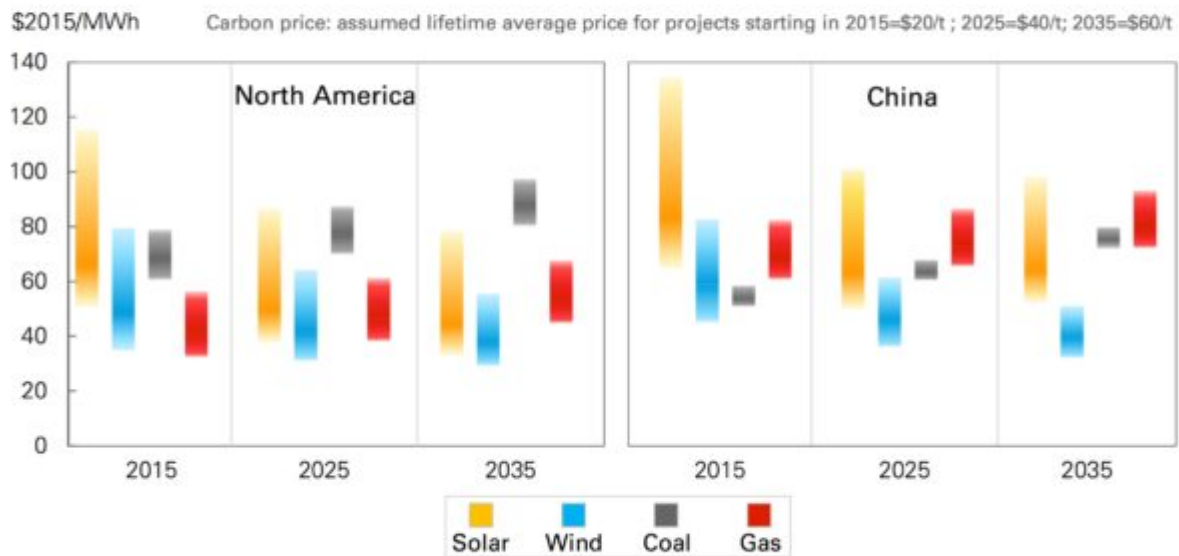 $2015/MWh
Carbon price: assumed lifetime average price for projects starting in 2015=$20/t ; 2025=$40/t; 2035=$60/t
140
120
100
80
60
40
20
0
North America
China
2015 2025 2035 2015 2025 2035
Solar Wind Coal Gas